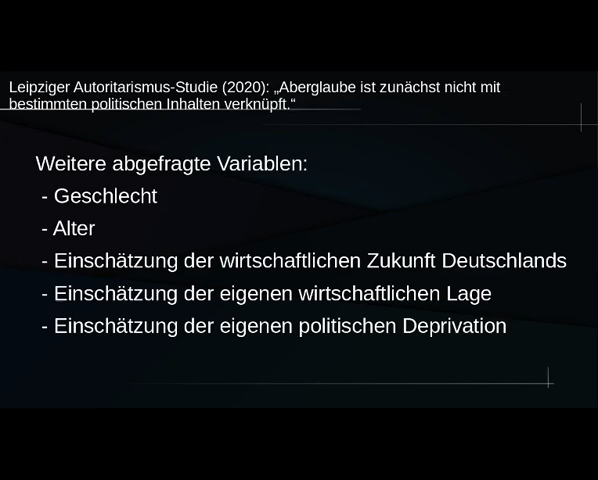 Leipziger Autoritarismus-Studie (2020): „Aberglaube ist zunächst nicht mit
bestimmten politischen Inhalten verknüpft.“
Weitere abgefragte Variablen:
- Geschlecht
- Alter
- Einschätzung der wirtschaftlichen Zukunft Deutschlands
- Einschätzung der eigenen wirtschaftlichen Lage
- Einschätzung der eigenen politischen Deprivation